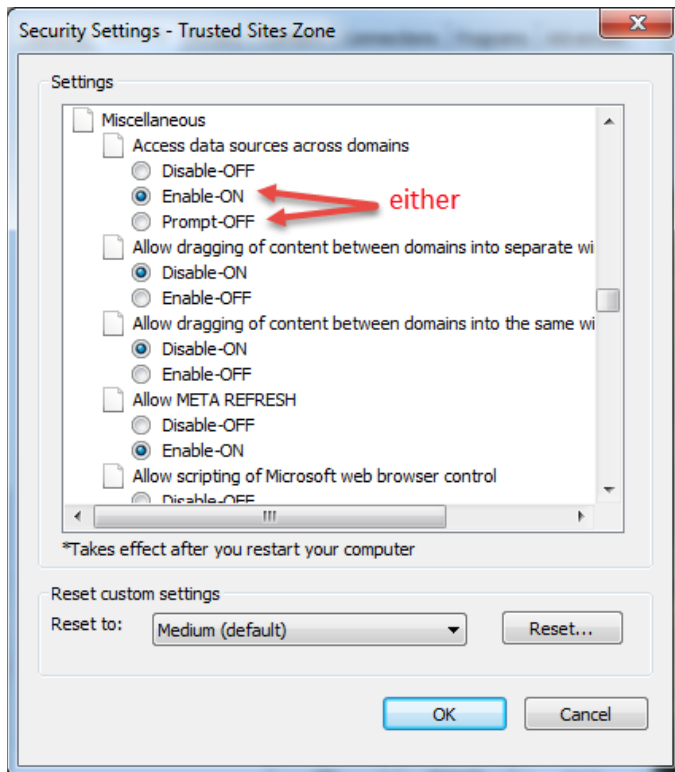 Security Settings - Trusted Sites Zone
Settings
Miscellaneous
Access data sources across domains
Disable-OFF
Enable-ON
either
Prompt-OFF
Allow dragging of content between domains into separate wi
Disable-ON
Enable-OFF
Allow dragging of content between domains into the same wi
Disable-ON
Enable-OFF
Allow META REFRESH
Disable-OFF
Enable-ON
Allow scripting of Microsoft web browser control
Disable-OFF
*Takes effect after you restart your computer
Reset custom settings
Reset to: Medium (default) Reset...
OK Cancel